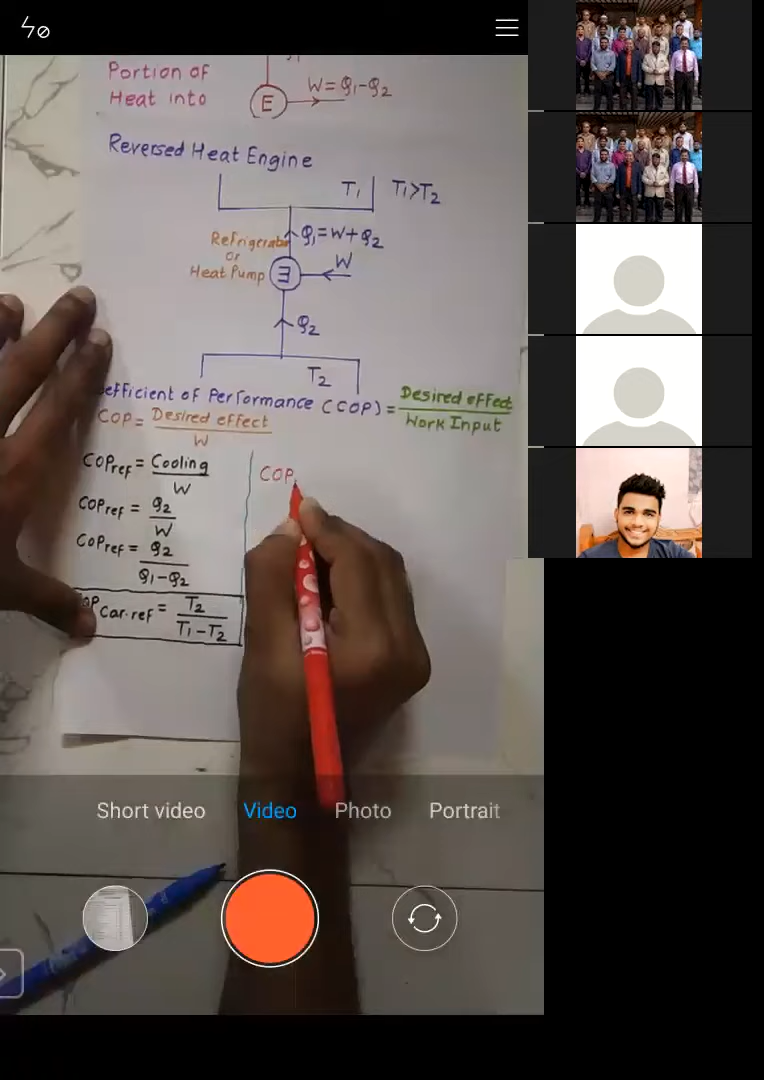 Portion of
Heat into
E
W = Q1-Q2
Reversed Heat Engine
T1
T1>T2
Q1 = W+Q2
Refrigerator
or
Heat Pump
E
W
Q2
T2
efficient of Performance (COP) = Desired effect
Work Input
COP = Desired effect
W
COPref = Cooling
W
COPref = Q2
W
COPref = Q2
Q1-Q2
Car.ref = T2
T1-T2
COP
Short video
Video
Photo
Portrait